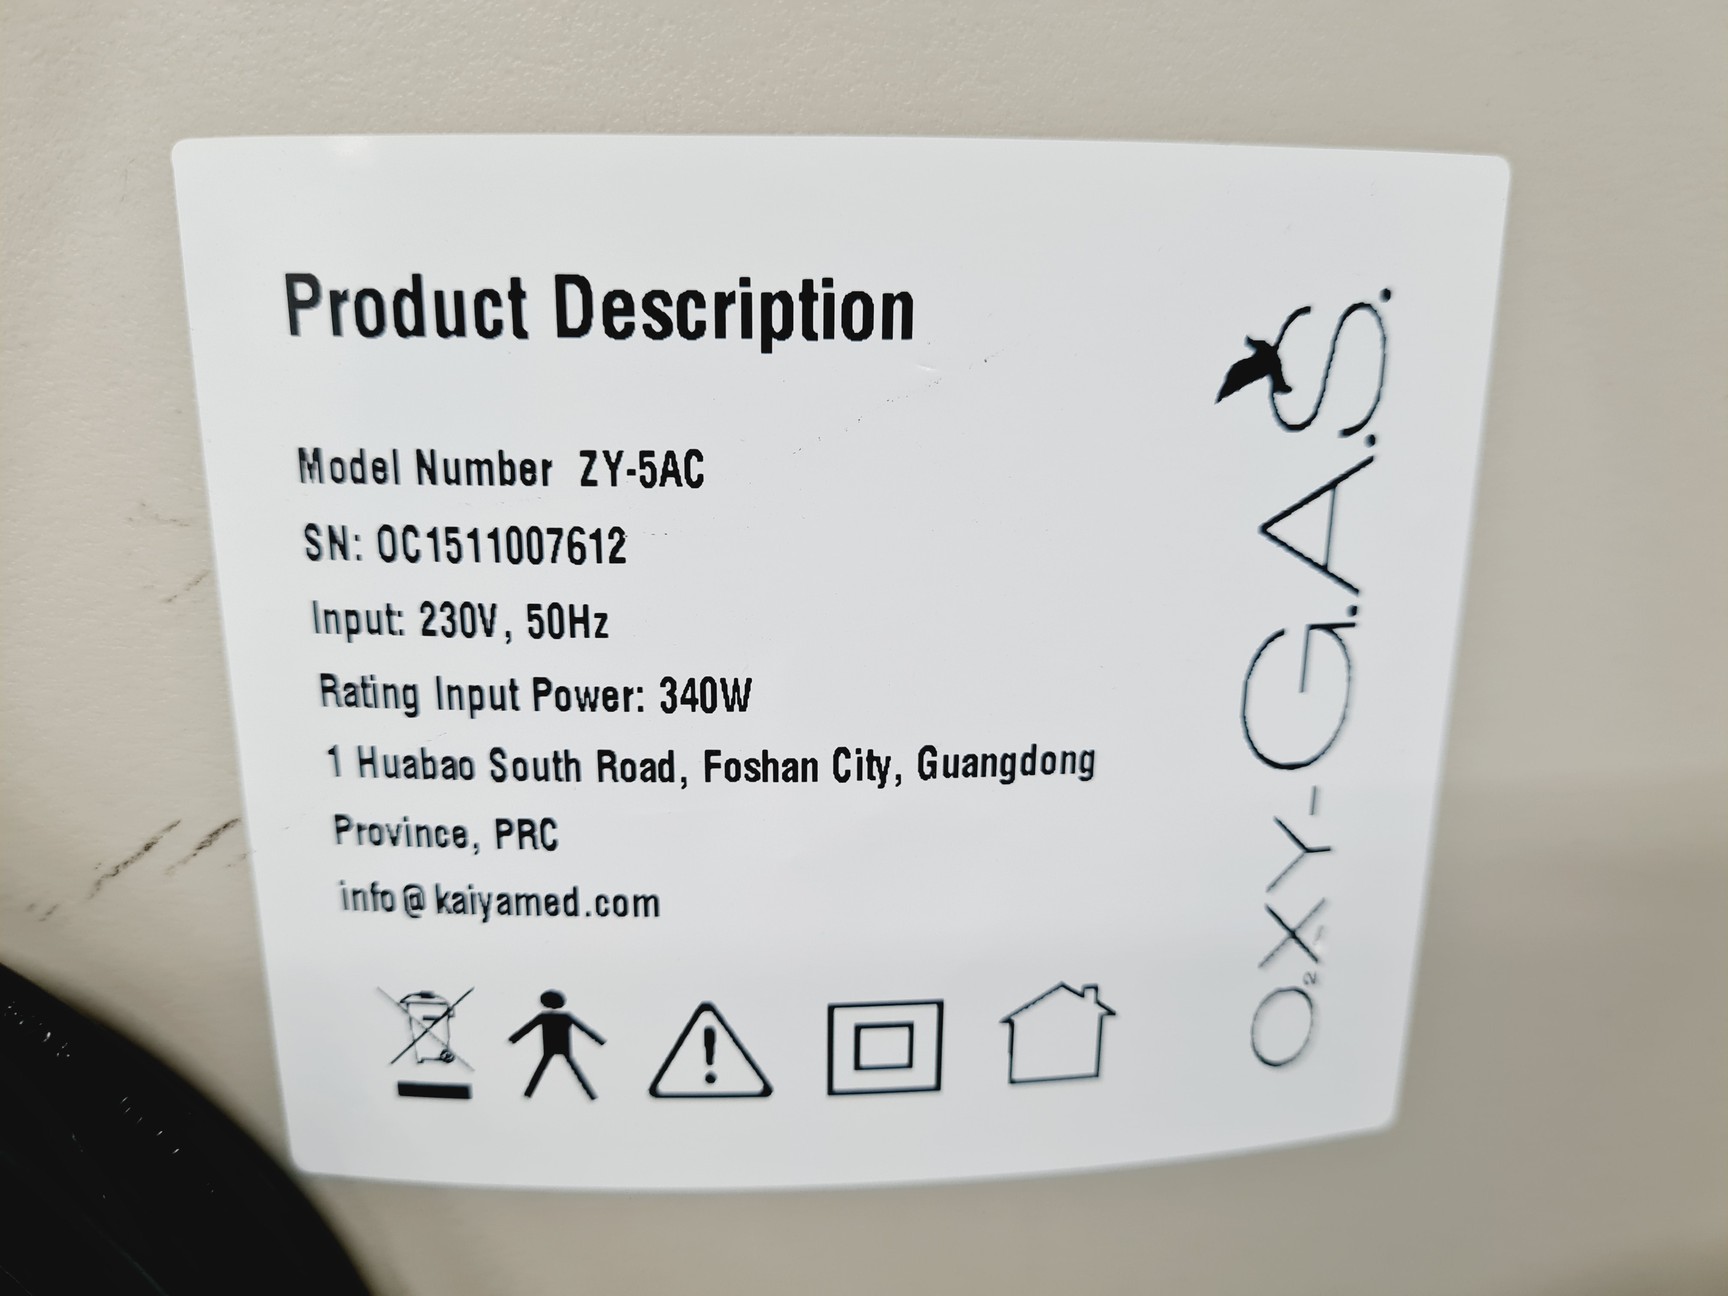 Product Description
Model Number ZY-5AC
SN: OC1511007612
Input: 230V, 50Hz
Rating Input Power: 340W
1 Huabao South Road, Foshan City, Guangdong
Province, PRC
info@kaiyamed.com
O₂XY-G.A.S.